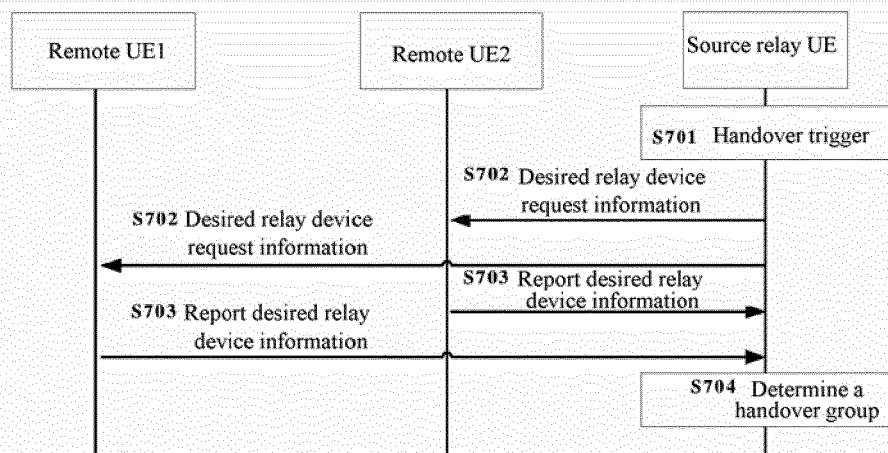 Remote UE1
Remote UE2
Source relay UE
S701 Handover trigger
S702 Desired relay device
request information
S702 Desired relay device
request information
S703 Report desired relay
device information
S703 Report desired relay
device information
S704 Determine a
handover group